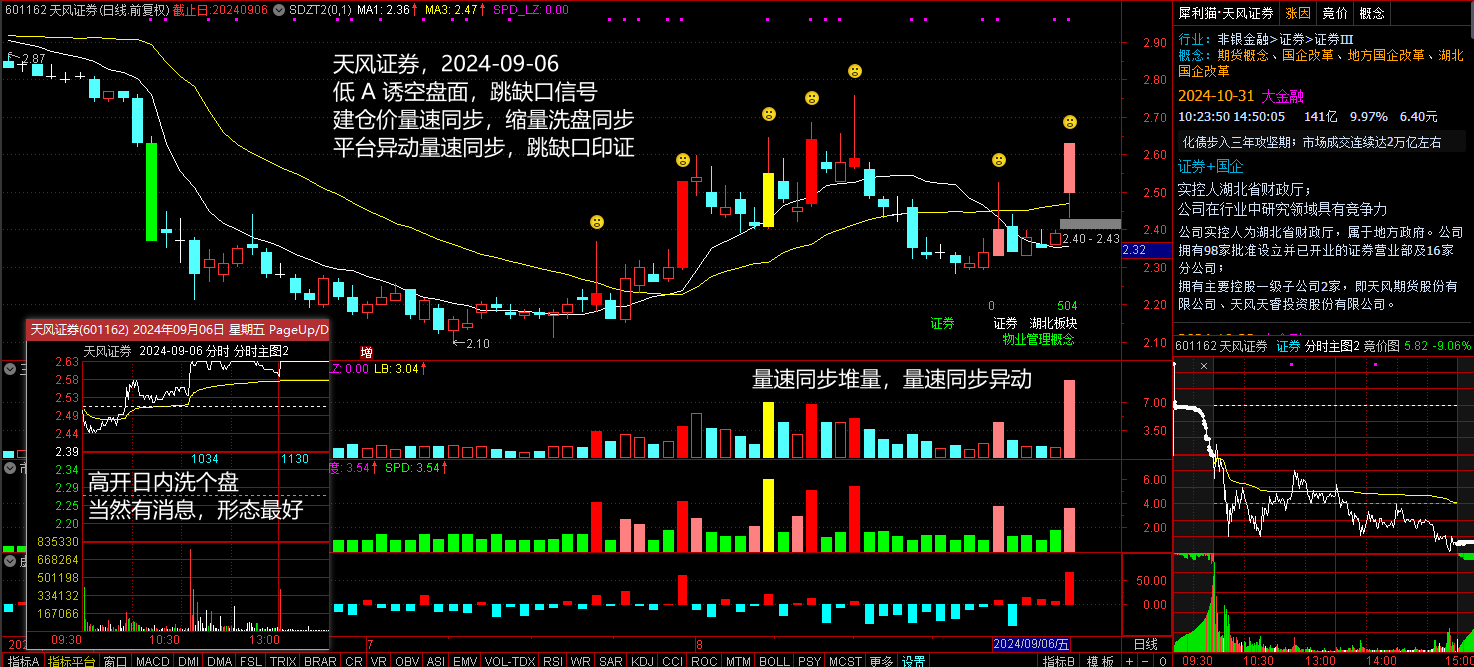 601162 天风证券(日线.前复权) 截止日:20240906 SDZT2(0,1) MA1: 2.36↑ MA3: 2.47↑ SPD_LZ: 0.00
2.87
天风证券，2024-09-06
低 A 诱空盘面，跳缺口信号
建仓价量速同步，缩量洗盘同步
平台异动量速同步，跳缺口印证
2.90
2.80
2.70
2.60
2.50
2.40
2.32
2.30
2.20
2.10
2.40 - 2.43
←2.10
增
0
504
证券
证券
湖北板块
物业管理概念
天风证券(601162) 2024年09月06日 星期五 PageUp/D
天风证券 2024-09-06 分时 分时主图2
2.63
2.58
2.53
2.49
2.44
2.39
2.34
2.29
2.25
2.20
835330
668264
501198
334132
167066
1034
1130
高开日内洗个盘
当然有消息，形态最好
09:30
10:30
13:00
Z: 0.00 LB: 3.04↑
量速同步堆量，量速同步异动
7.00
3.50
度: 3.54↑ SPD: 3.54↑
6.00
4.00
2.00
50.00
0.00
202
7
8
2024/09/06/五
日线
指标A 指标平台 窗口 MACD DMI DMA FSL TRIX BRAR CR VR OBV ASI EMV VOL-TDX RSI WR SAR KDJ CCI ROC MTM BOLL PSY MCST 更多 设置 指标B 模板 + - 0
犀利猫·天风证券 涨因 竞价 概念
行业: 非银金融>证券>证券III
概念: 期货概念、国企改革、地方国企改革、湖北
国企改革
2024-10-31 大金融
10:23:50 14:50:05 141亿 9.97% 6.40元
化债步入三年攻坚期；市场成交连续达2万亿左右
证券+国企
实控人湖北省财政厅；
公司在行业中研究领域具有竞争力
公司实控人为湖北省财政厅，属于地方政府。公司
拥有98家批准设立并已开业的证券营业部及16家
分公司；
拥有主要控股一级子公司2家，即天风期货股份有
限公司、天风天睿投资股份有限公司。
601162 天风证券 证券 分时主图2 竞价图 5.82 -9.06%
09:30
10:30
13:00
14:00
15:0